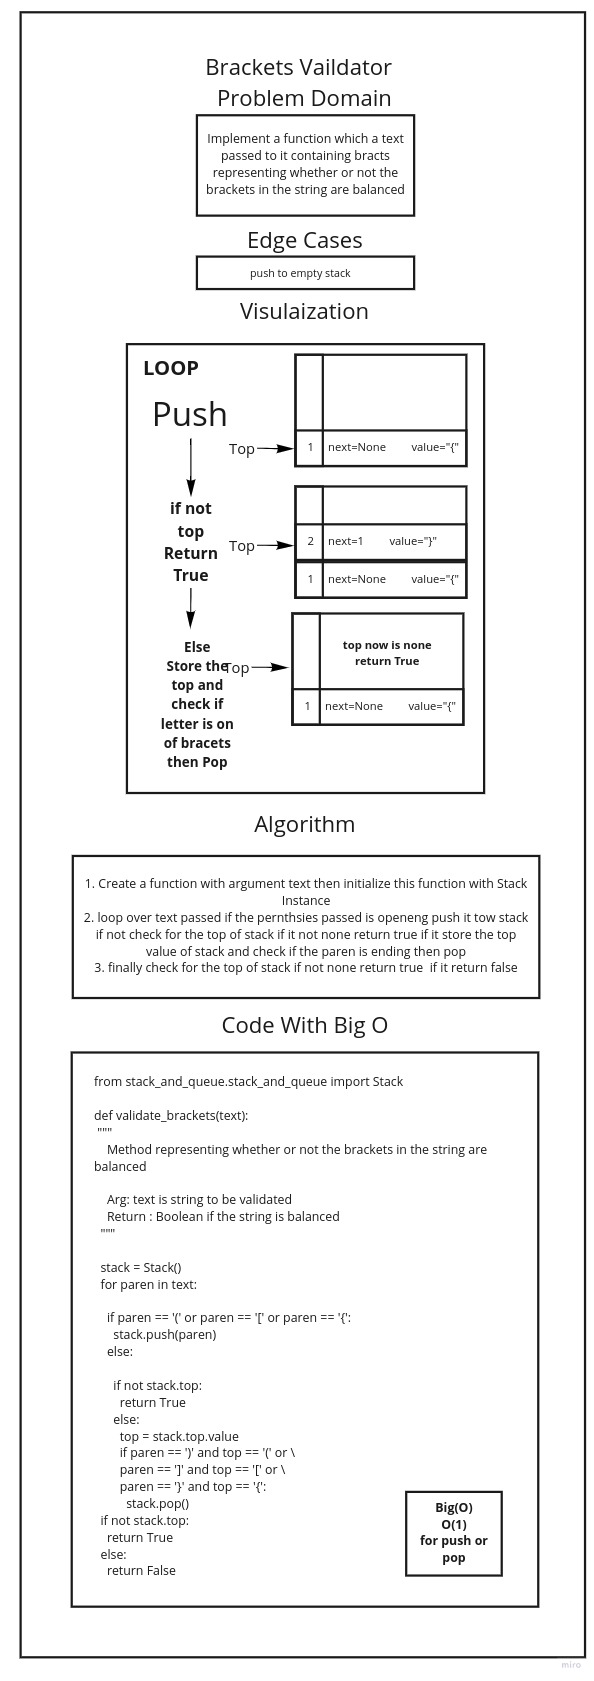 Brackets Vaildator
Problem Domain
Implement a function which a text
passed to it containing bracts
representing whether or not the
brackets in the string are balanced
Edge Cases
push to empty stack
Visulaization
LOOP
Push
Top
1 next=None value="{"
if not
top
Return
True
Top
2 next=1 value="}"
1 next=None value="{"
Else
Store the
top and
check if
letter is on
of bracets
then Pop
Top
top now is none
return True
1 next=None value="{"
Algorithm
1. Create a function with argument text then initialize this function with Stack
Instance
2. loop over text passed if the pernthsies passed is openeng push it tow stack
if not check for the top of stack if it not none return true if it store the top
value of stack and check if the paren is ending then pop
3. finally check for the top of stack if not none return true if it return false
Code With Big O
from stack_and_queue.stack_and_queue import Stack
def validate_brackets(text):
"""
Method representing whether or not the brackets in the string are
balanced
Arg: text is string to be validated
Return : Boolean if the string is balanced
"""
stack = Stack()
for paren in text:
if paren == '(' or paren == '[' or paren == '{':
stack.push(paren)
else:
if not stack.top:
return True
else:
top = stack.top.value
if paren == ')' and top == '(' or \
paren == ']' and top == '[' or \
paren == '}' and top == '{':
stack.pop()
if not stack.top:
return True
else:
return False
Big(O)
O(1)
for push or
pop
miro